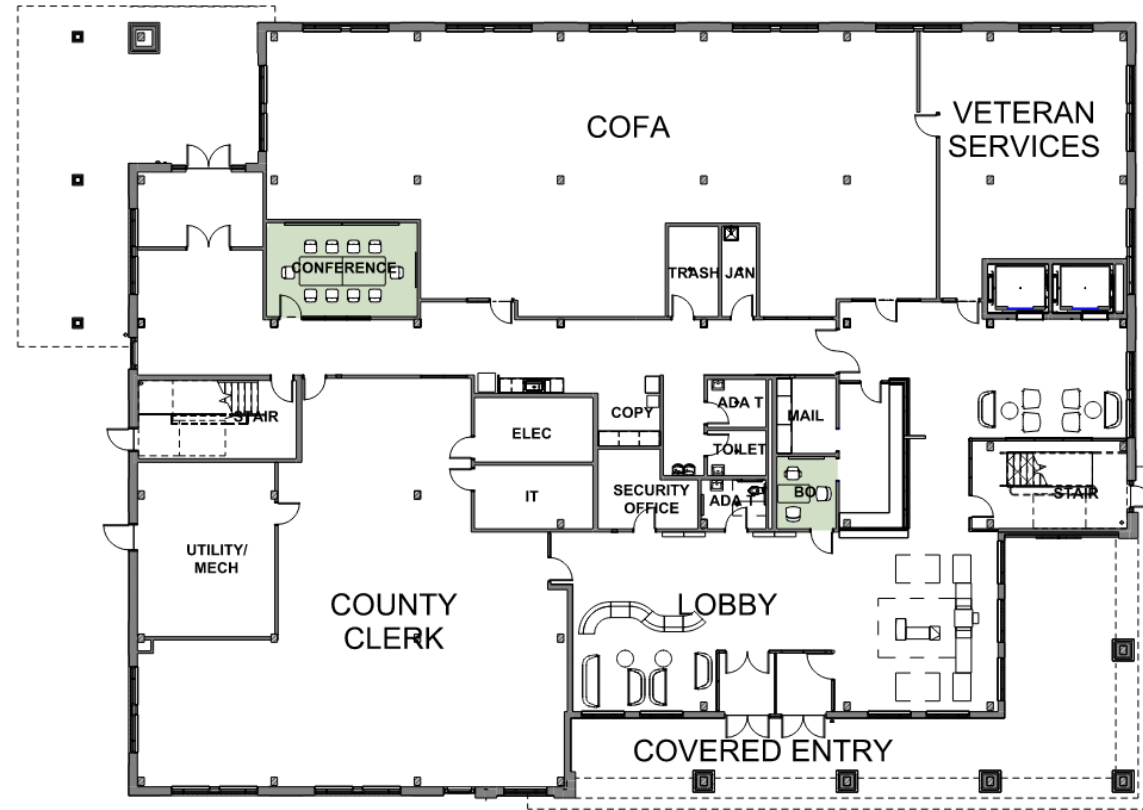 COFA
VETERAN
SERVICES
CONFERENCE
TRASH
JAN
STAIR
COPY
ADA T
MAIL
ELEC
TOILET
IT
SECURITY
OFFICE
ADA T
BO
STAIR
UTILITY/
MECH
COUNTY
CLERK
LOBBY
COVERED ENTRY